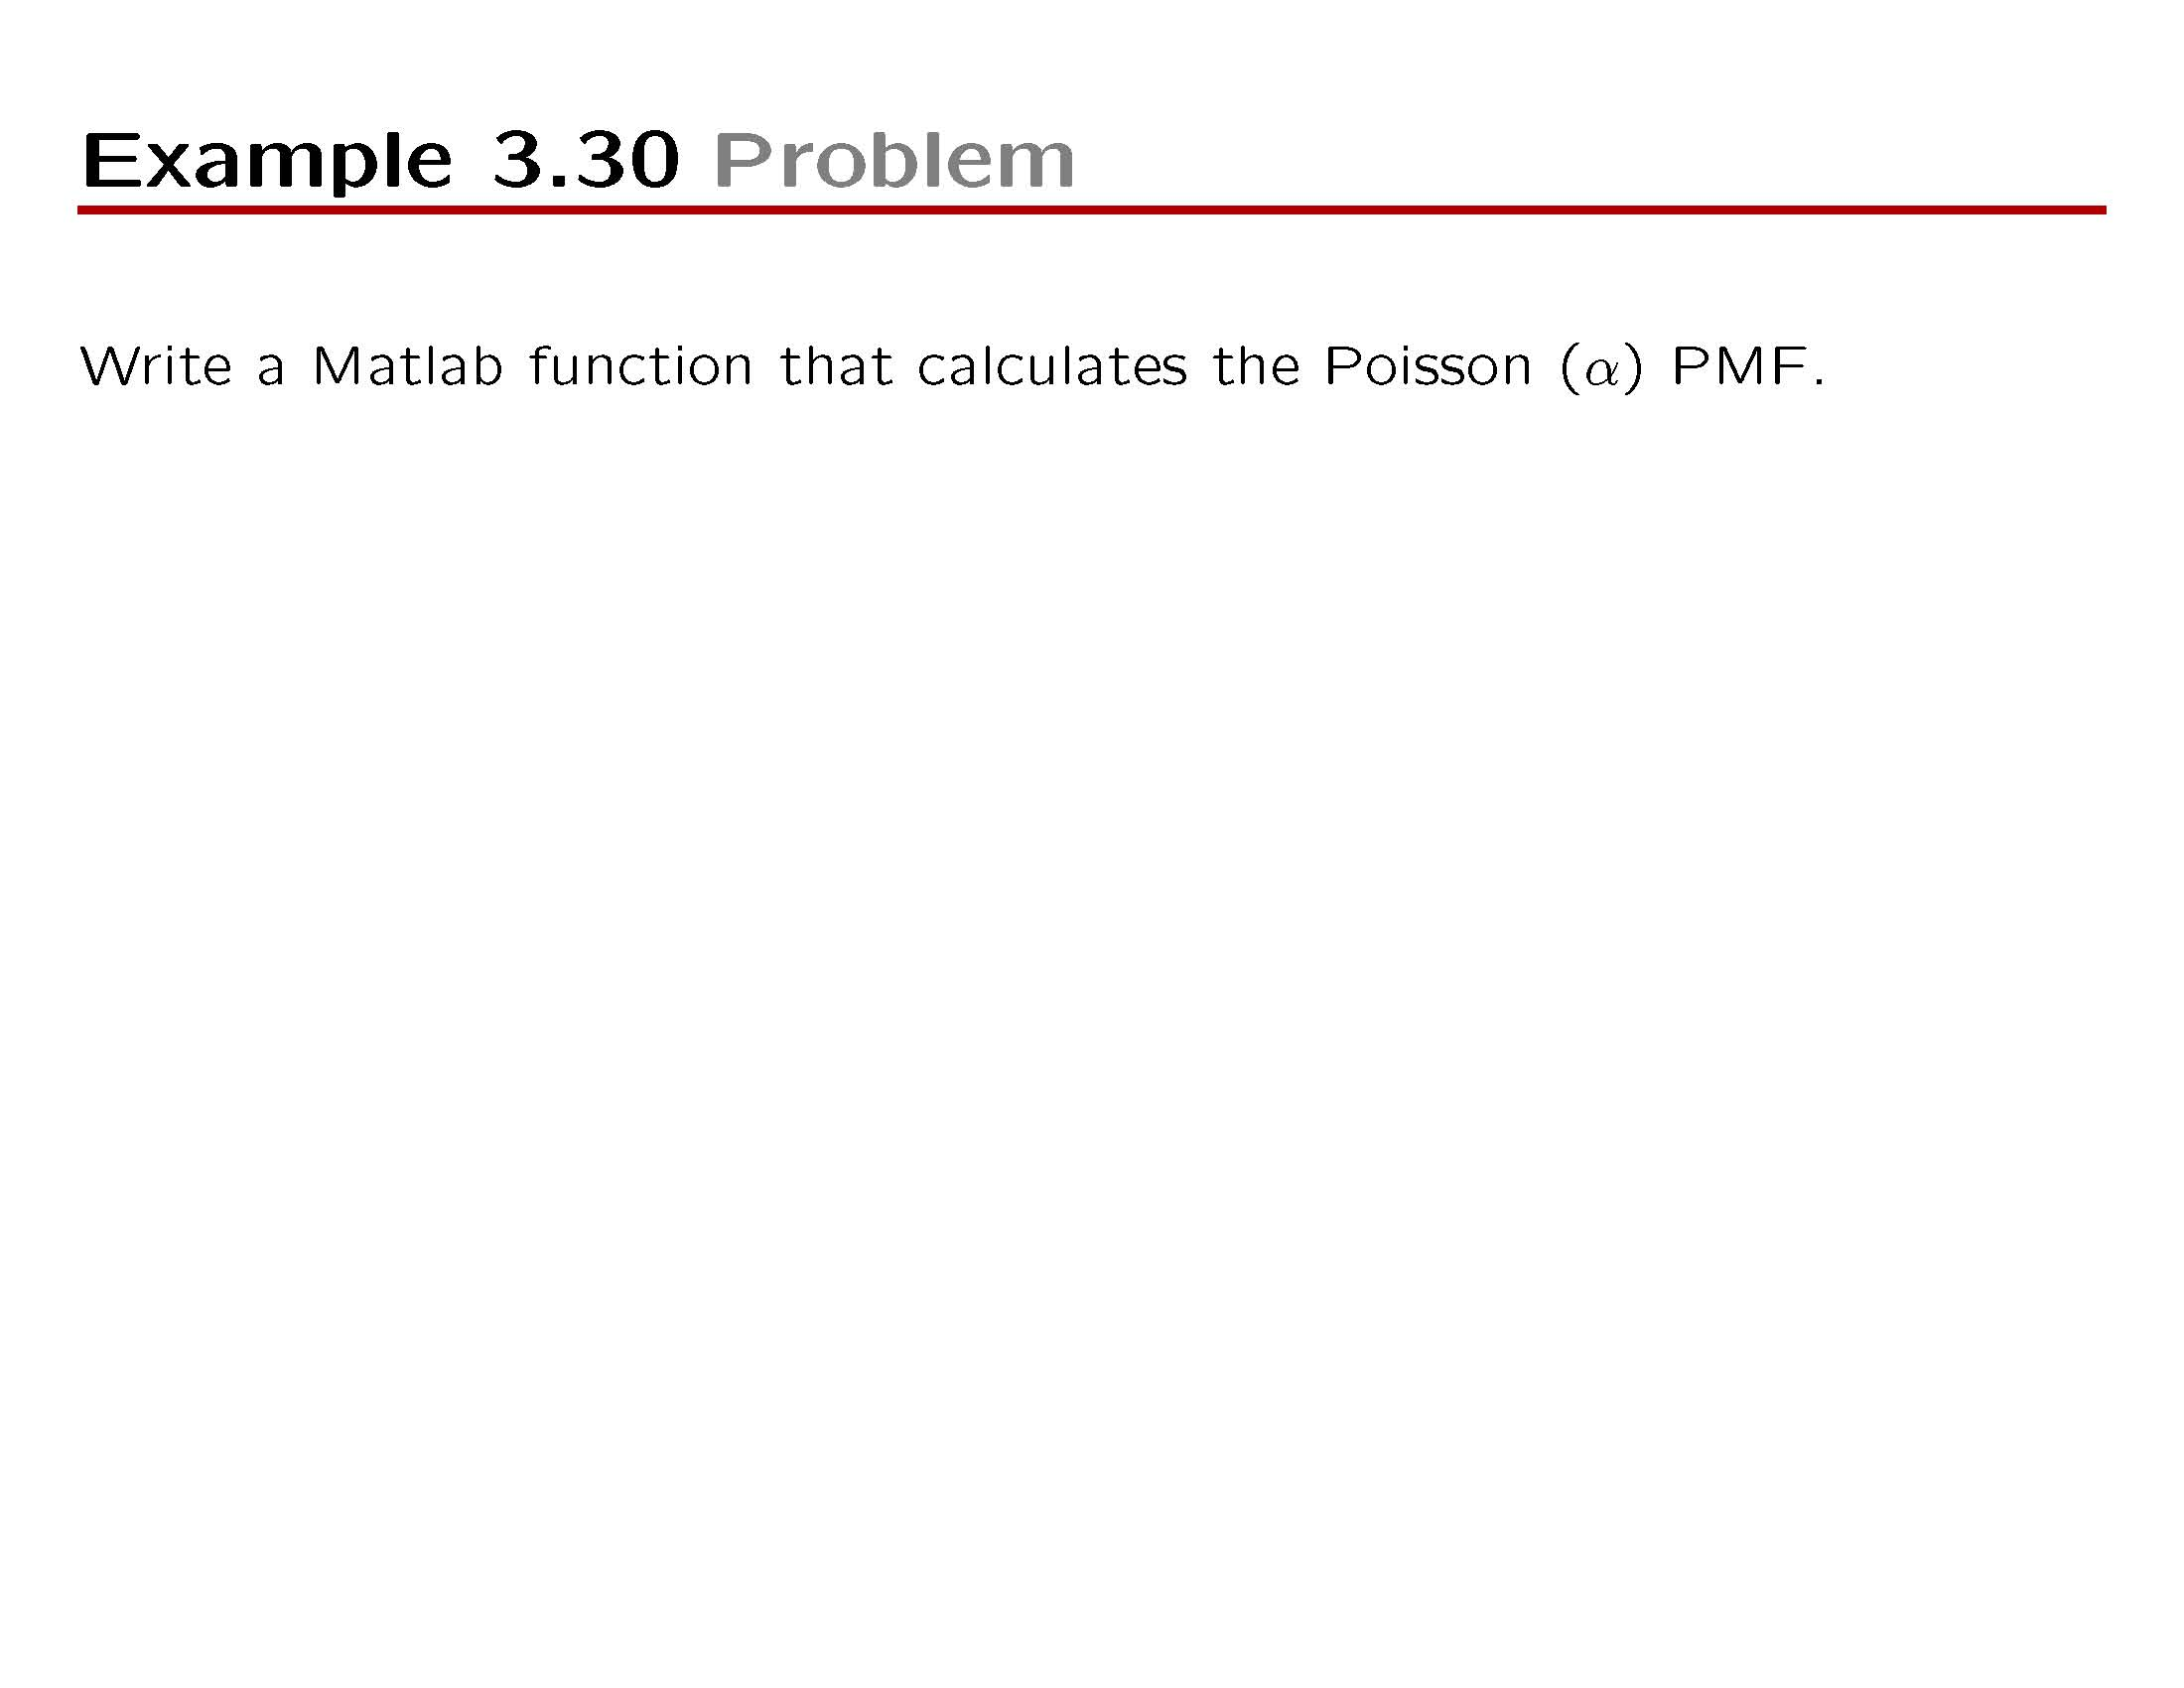 Example 3.30 Problem
Write a Matlab function that calculates the Poisson (α) PMF.